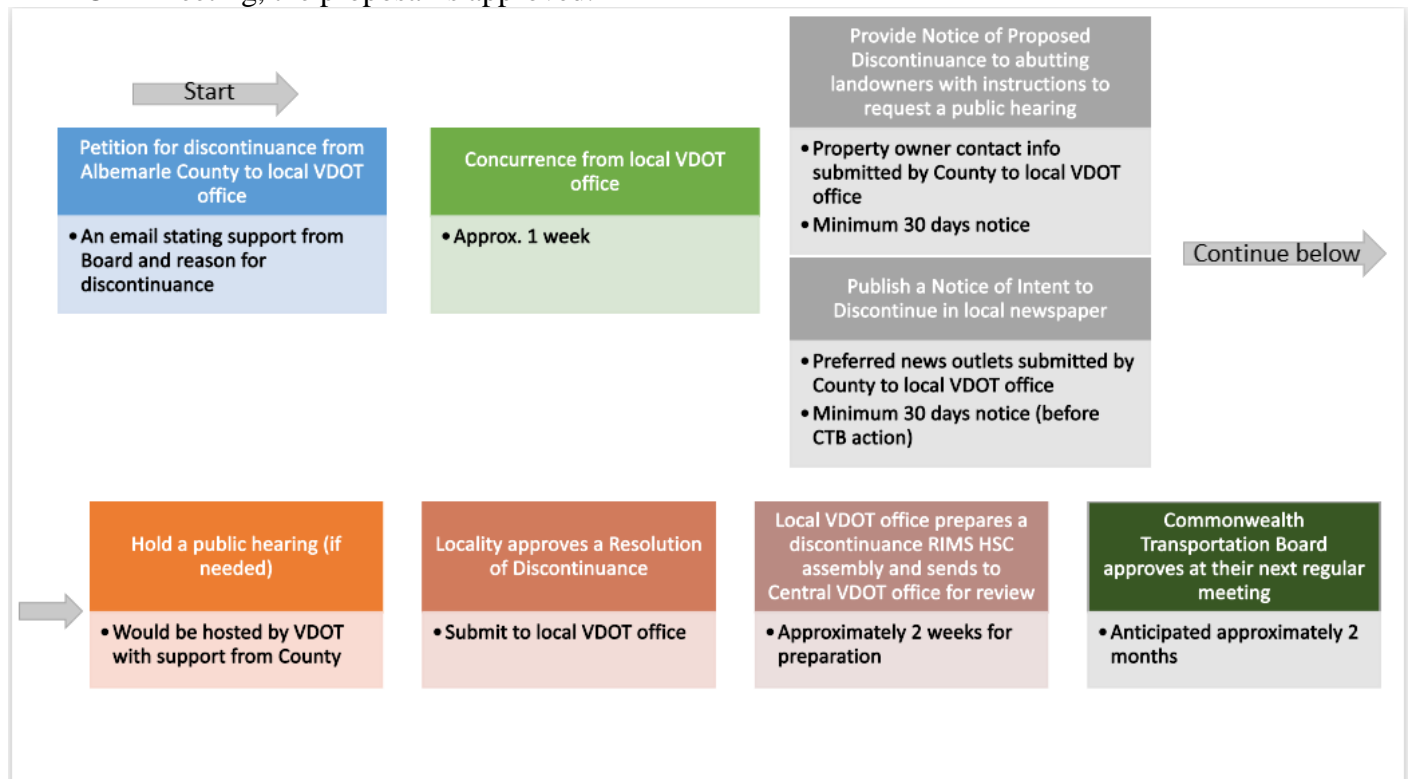 meeting, the proposal is approved.
Start
Petition for discontinuance from
Albemarle County to local VDOT
office
• An email stating support from
Board and reason for
discontinuance
Concurrence from local VDOT
office
• Approx. 1 week
Provide Notice of Proposed
Discontinuance to abutting
landowners with instructions to
request a public hearing
• Property owner contact info
submitted by County to local VDOT
office
• Minimum 30 days notice
Publish a Notice of Intent to
Discontinue in local newspaper
• Preferred news outlets submitted by
County to local VDOT office
• Minimum 30 days notice (before
CTB action)
Continue below
Hold a public hearing (if
needed)
• Would be hosted by VDOT
with support from County
Locality approves a Resolution
of Discontinuance
• Submit to local VDOT office
Local VDOT office prepares a
discontinuance RIMS HSC
assembly and sends to
Central VDOT office for review
• Approximately 2 weeks for
preparation
Commonwealth
Transportation Board
approves at their next regular
meeting
• Anticipated approximately 2
months